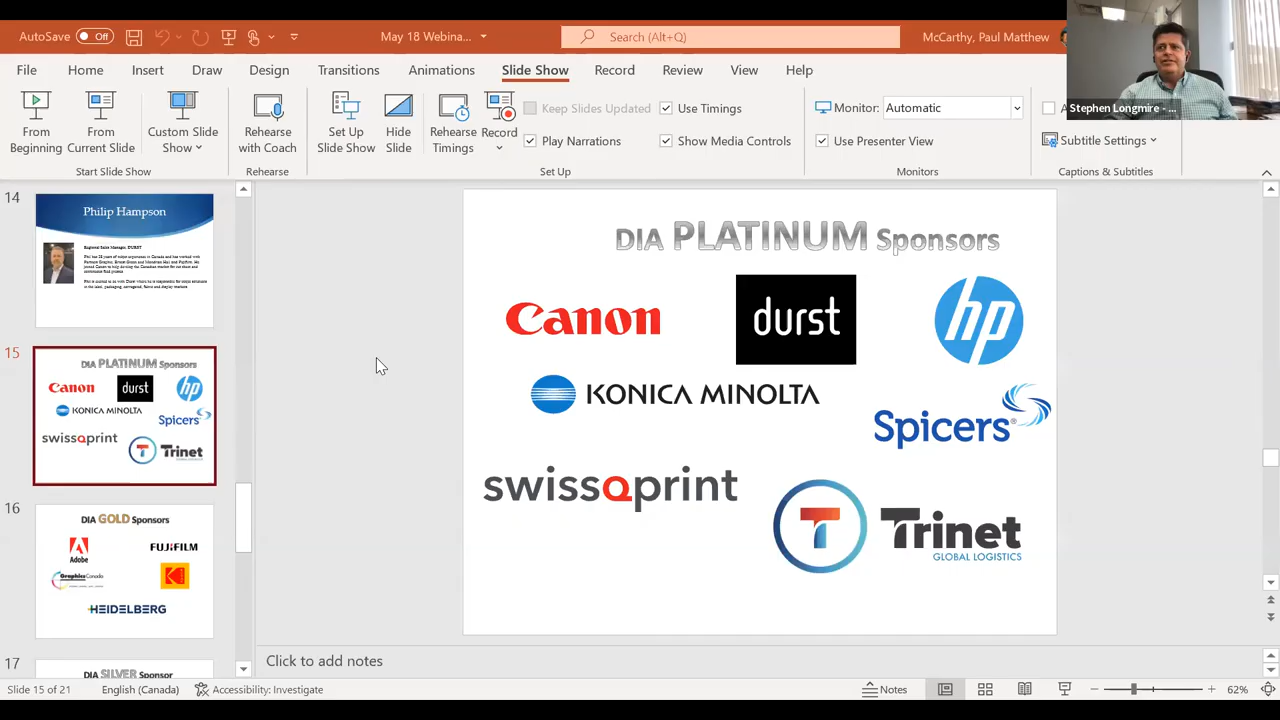 AutoSave Off
May 18 Webina...
Search (Alt+Q)
McCarthy, Paul Matthew
File Home Insert Draw Design Transitions Animations Slide Show Record Review View Help
From Beginning
From Current Slide
Custom Slide Show
Rehearse with Coach
Set Up Slide Show
Hide Slide
Rehearse Timings
Record
Keep Slides Updated
Use Timings
Play Narrations
Show Media Controls
Monitor: Automatic
Use Presenter View
Subtitle Settings
Start Slide Show
Rehearse
Set Up
Monitors
Captions & Subtitles
Stephen Longmire - ...
14
Philip Hampson
Regional Sales Manager, DURST
15
DIA PLATINUM Sponsors
Canon durst hp
KONICA MINOLTA
Spicers
swissQprint
T Trinet
16
DIA GOLD Sponsors
Adobe
FUJIFILM
GraphicsCanada
K
HEIDELBERG
17
DIA SILVER Sponsor
DIA PLATINUM Sponsors
Canon durst hp
KONICA MINOLTA
Spicers®
swissQprint
T Trinet
GLOBAL LOGISTICS
Click to add notes
Slide 15 of 21
English (Canada)
Accessibility: Investigate
Notes
62%